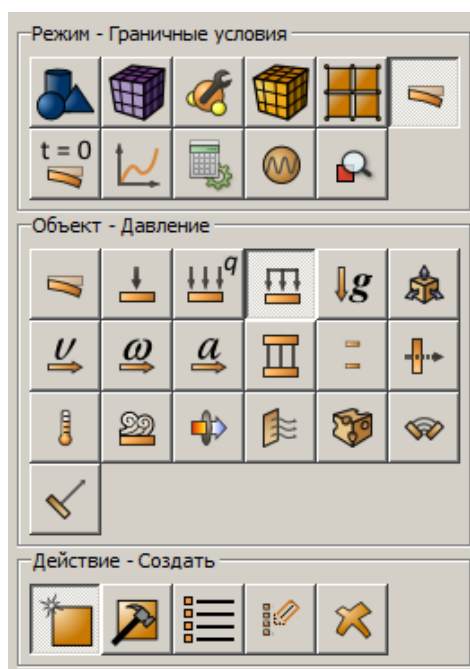 Режим - Граничные условия
t = 0
Объект - Давление
q
g
υ ω a
Действие - Создать